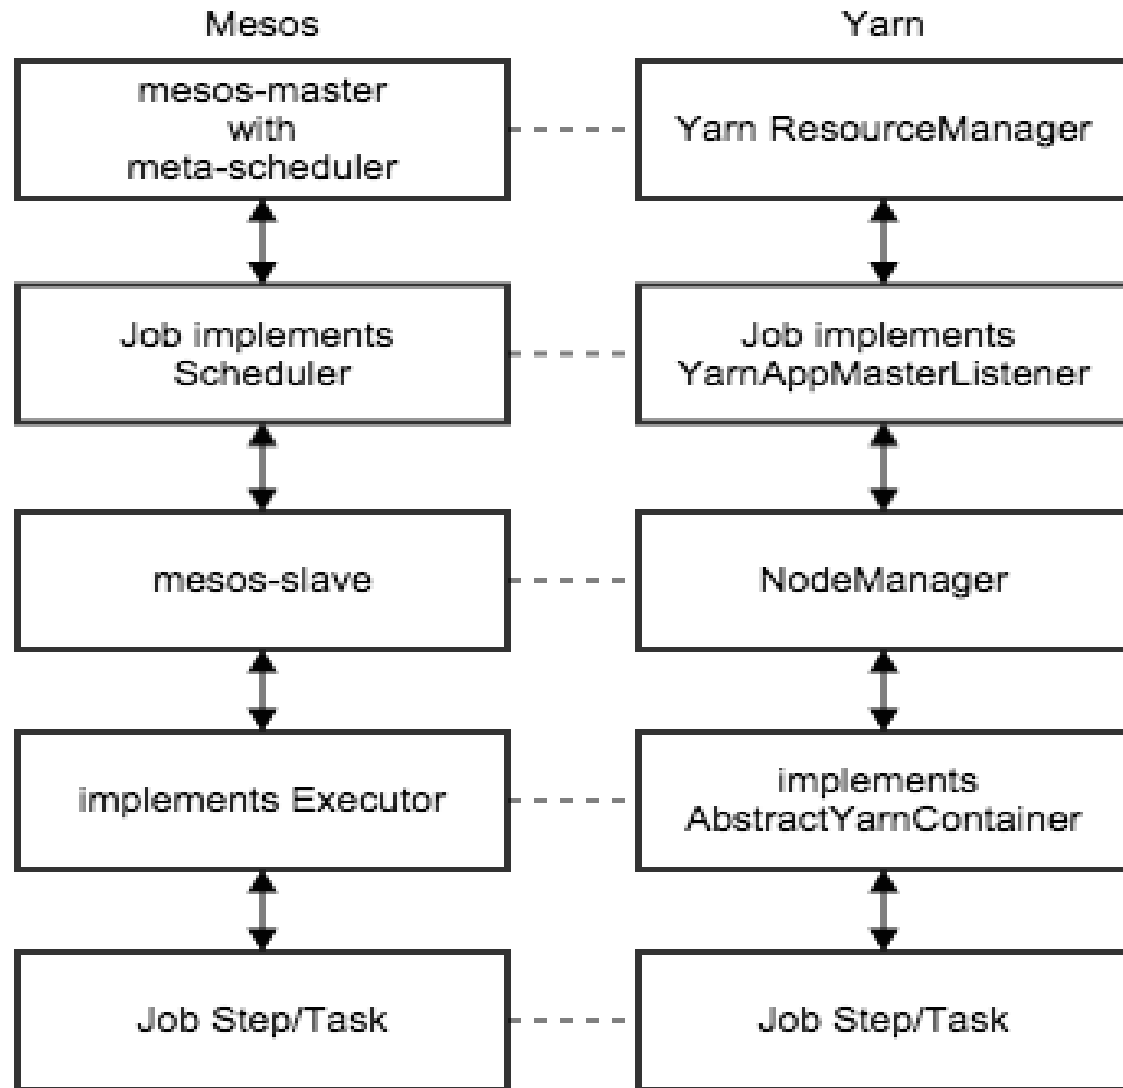 Mesos
Yarn
mesos-master
with
meta-scheduler
Yarn ResourceManager
Job implements
Scheduler
Job implements
YarnAppMasterListener
mesos-slave
NodeManager
implements Executor
implements
AbstractYarnContainer
Job Step/Task
Job Step/Task